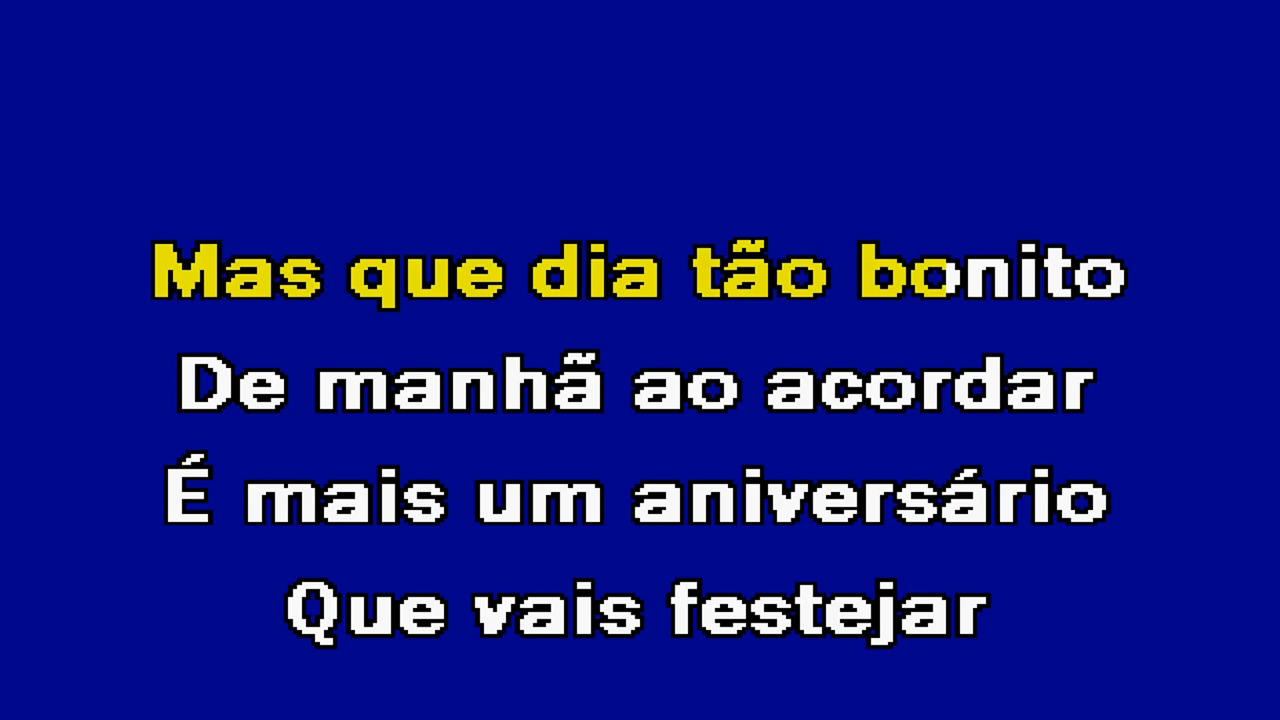 Mas que dia tão bonito
De manhã ao acordar
É mais um aniversário
Que vais festejar